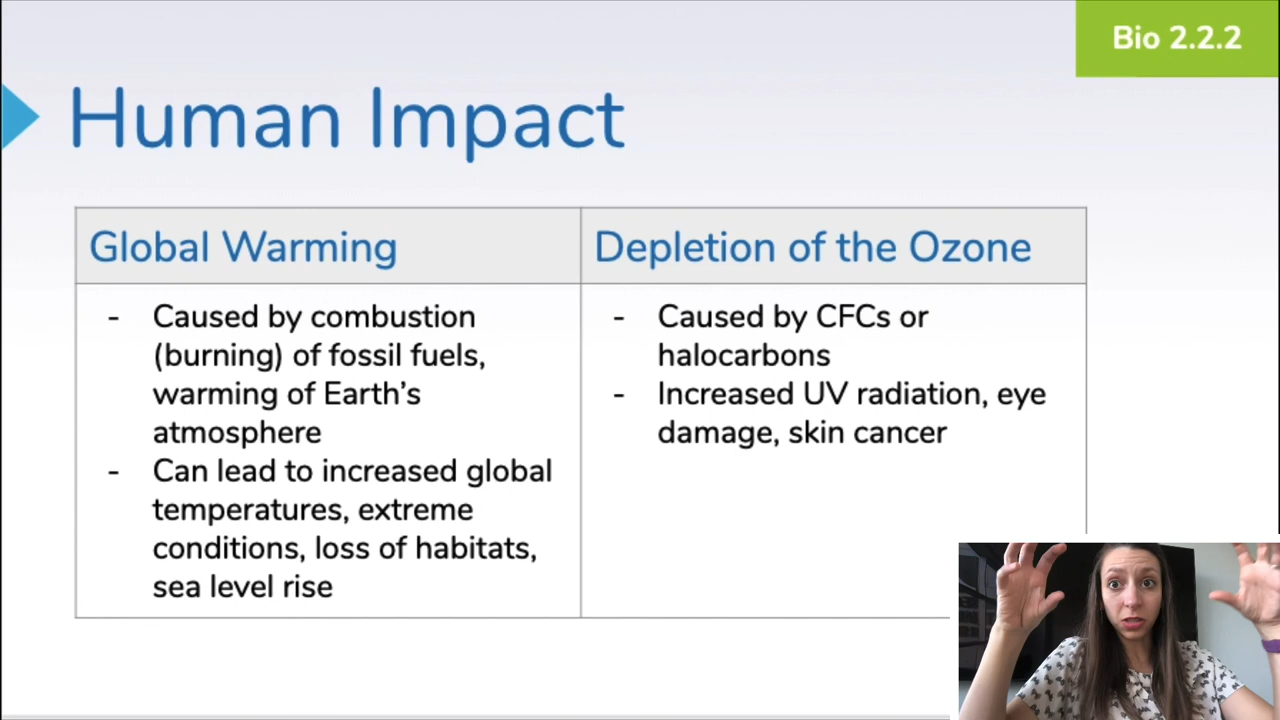 Bio 2.2.2
Human Impact
Global Warming
Depletion of the Ozone
- Caused by combustion
(burning) of fossil fuels,
warming of Earth's
atmosphere
- Can lead to increased global
temperatures, extreme
conditions, loss of habitats,
sea level rise
- Caused by CFCs or
halocarbons
- Increased UV radiation, eye
damage, skin cancer